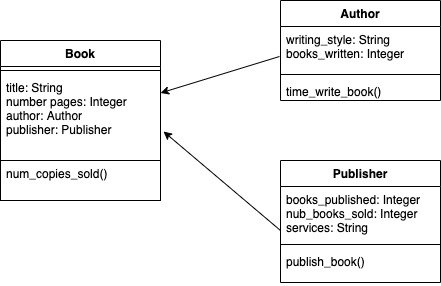 Book
title: String
number pages: Integer
author: Author
publisher: Publisher
num_copies_sold()
Author
writing_style: String
books_written: Integer
time_write_book()
Publisher
books_published: Integer
nub_books_sold: Integer
services: String
publish_book()